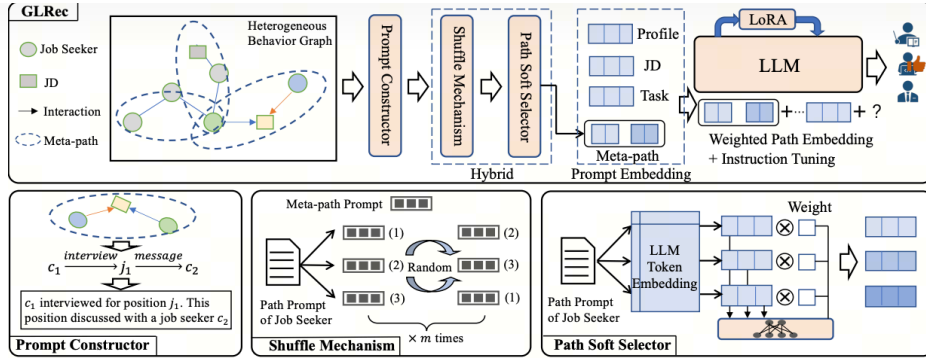 GLRec
Heterogeneous
Behavior Graph
Job Seeker
JD
Interaction
Meta-path
Prompt Constructor
Shuffle Mechanism
Path Soft Selector
Hybrid
Profile
JD
Task
Meta-path
Prompt Embedding
LoRA
LLM
+ ... + ?
Weighted Path Embedding
+ Instruction Tuning
interview message
c₁ j₁ c₂
c₁ interviewed for position j₁. This
position discussed with a job seeker c₂
Prompt Constructor
Meta-path Prompt
(1) (2)
(2) Random (3)
(3) (1)
Path Prompt
of Job Seeker
× m times
Shuffle Mechanism
Weight
LLM
Token
Embedding
Path Prompt
of Job Seeker
Path Soft Selector